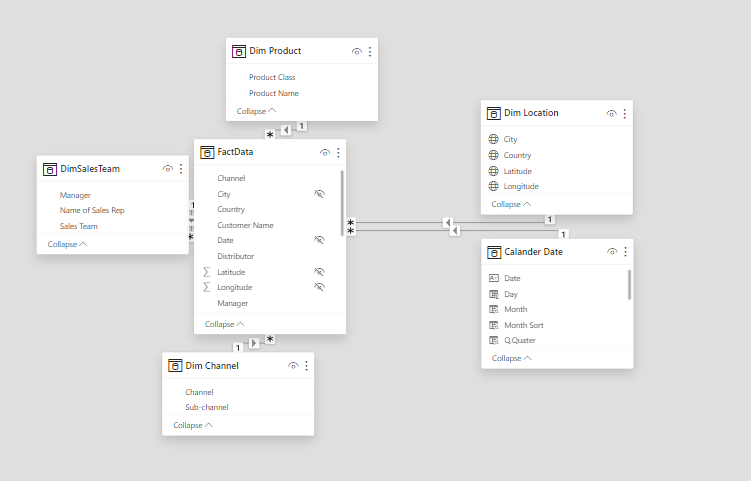 Dim Product
Product Class
Product Name
Collapse
1
*
FactData
Channel
City
Country
Customer Name
Date
Distributor
Latitude
Longitude
Manager
Collapse
DimSalesTeam
Manager
Name of Sales Rep
Sales Team
Collapse
1
*
Dim Location
City
Country
Latitude
Longitude
Collapse
*
1
*
1
Calander Date
Date
Day
Month
Month Sort
Q.Quater
Collapse
*
1
Dim Channel
Channel
Sub-channel
Collapse